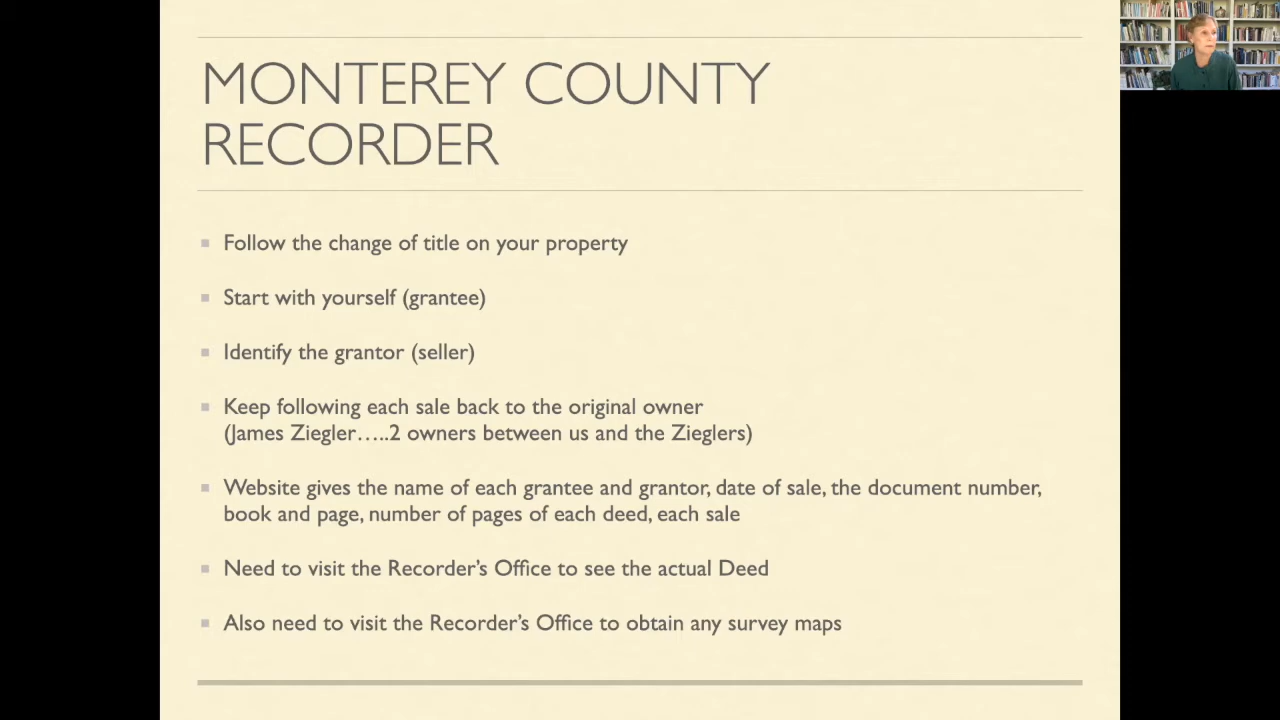 MONTEREY COUNTY
RECORDER
Follow the change of title on your property
Start with yourself (grantee)
Identify the grantor (seller)
Keep following each sale back to the original owner
(James Ziegler…..2 owners between us and the Zieglers)
Website gives the name of each grantee and grantor, date of sale, the document number,
book and page, number of pages of each deed, each sale
Need to visit the Recorder’s Office to see the actual Deed
Also need to visit the Recorder’s Office to obtain any survey maps